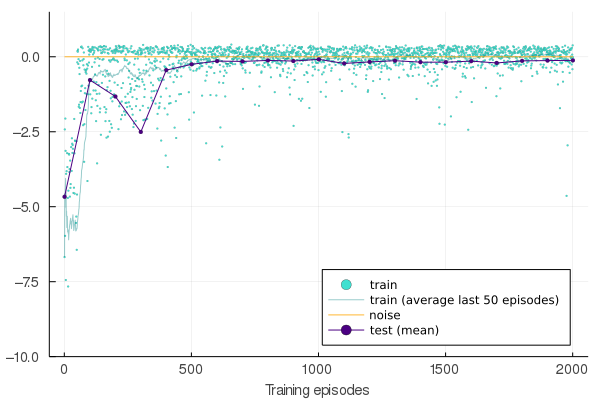 0.0
−2.5
−5.0
−7.5
−10.0
train
train (average last 50 episodes)
noise
test (mean)
0 500 1000 1500 2000
Training episodes